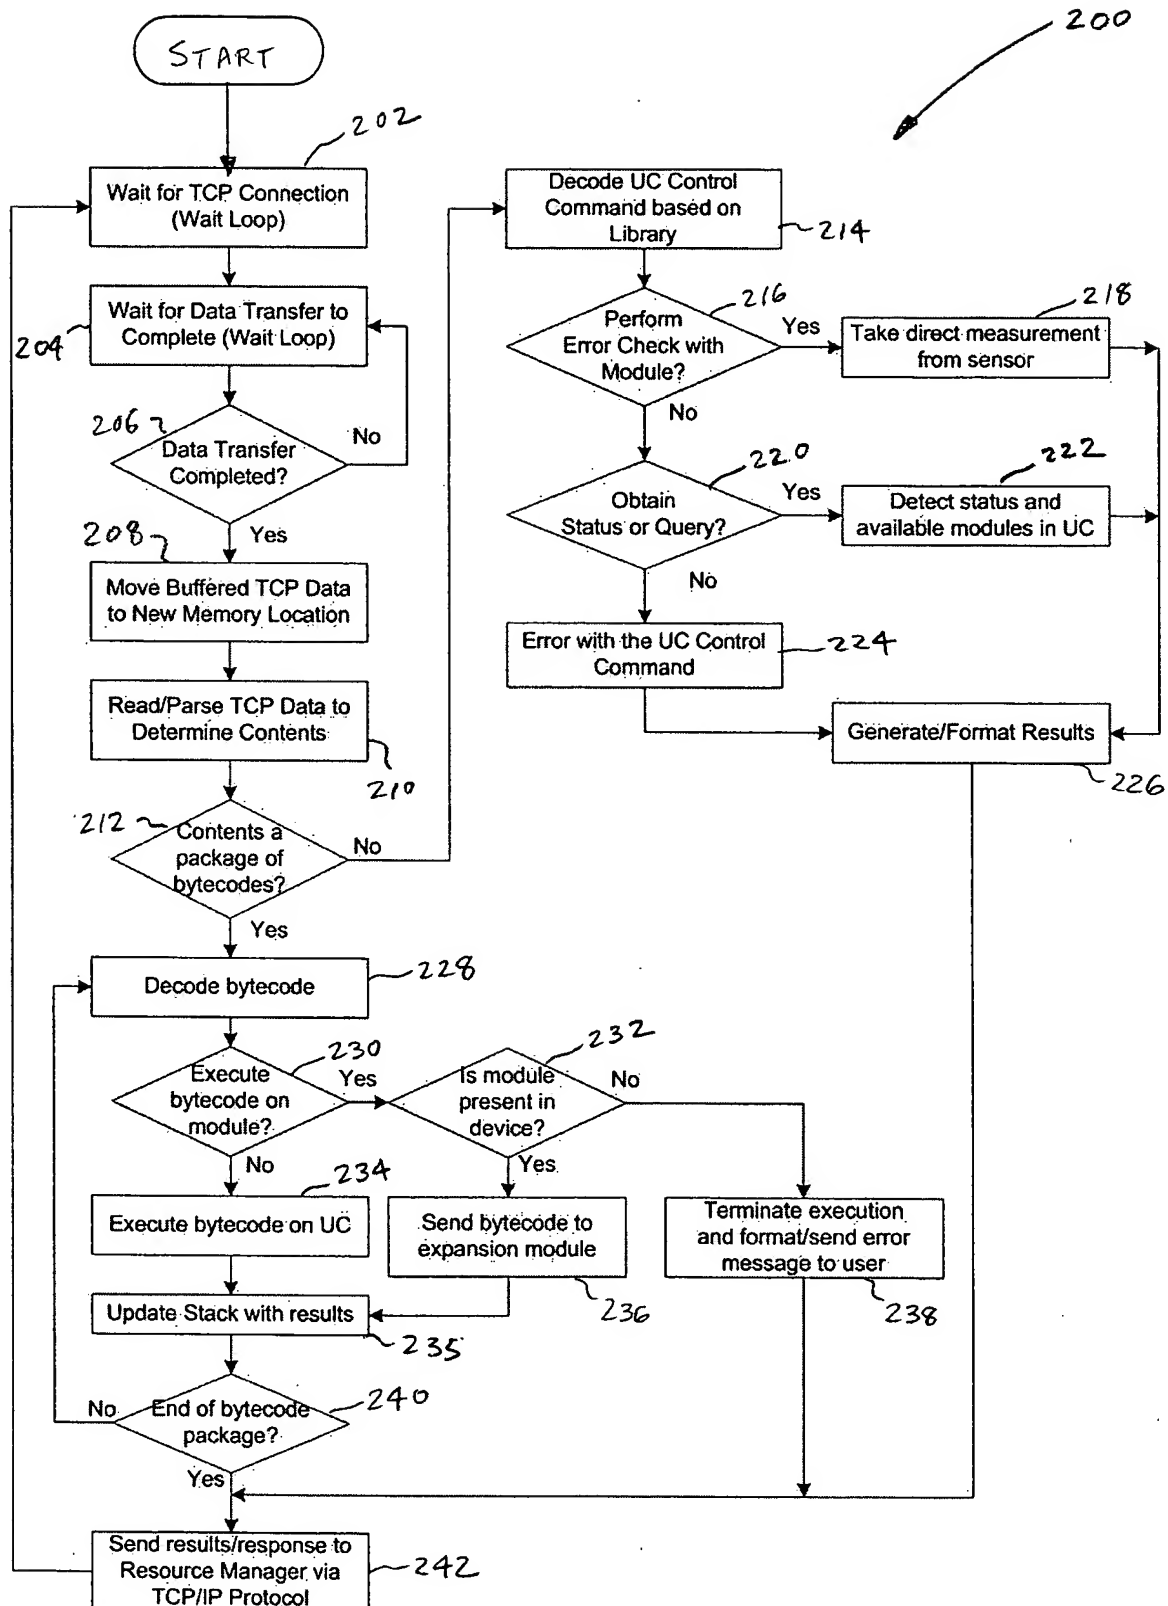 200
START
202
Wait for TCP Connection
(Wait Loop)
Wait for Data Transfer to
Complete (Wait Loop)
204
206
Data Transfer
Completed?
No
Yes
208
Move Buffered TCP Data
to New Memory Location
Read/Parse TCP Data to
Determine Contents
210
212
Contents a
package of
bytecodes?
No
Yes
Decode UC Control
Command based on
Library
214
216
Perform
Error Check with
Module?
Yes
218
Take direct measurement
from sensor
No
220
Obtain
Status or Query?
Yes
222
Detect status and
available modules in UC
No
Error with the UC Control
Command
224
Generate/Format Results
226
Decode bytecode
228
230
Execute
bytecode on
module?
Yes
232
Is module
present in
device?
No
No
234
Execute bytecode on UC
Yes
Send bytecode to
expansion module
236
Terminate execution
and format/send error
message to user
238
Update Stack with results
235
End of bytecode
package?
240
No
Yes
Send results/response to
Resource Manager via
TCP/IP Protocol
242